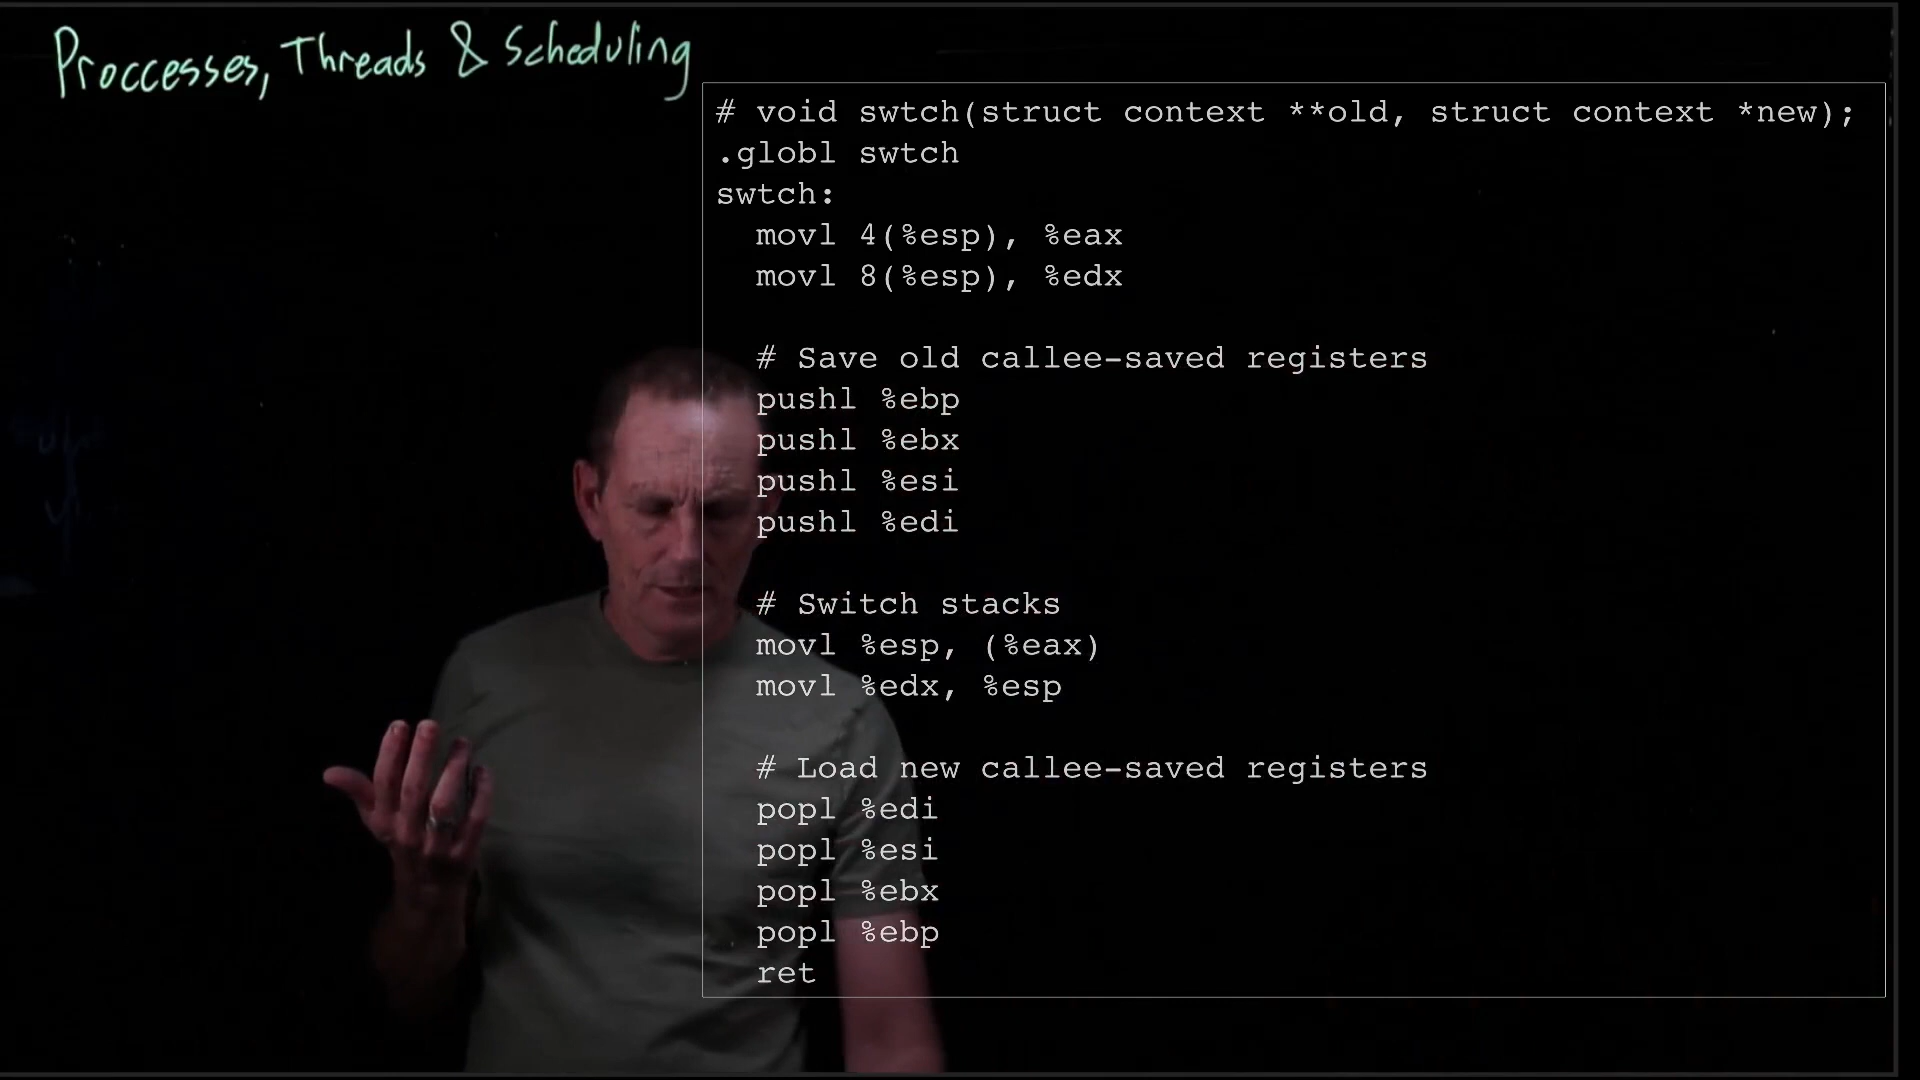 Proccesses, Threads & Scheduling
# void swtch(struct context **old, struct context *new);
.globl swtch
swtch:
  movl 4(%esp), %eax
  movl 8(%esp), %edx
  # Save old callee-saved registers
  pushl %ebp
  pushl %ebx
  pushl %esi
  pushl %edi
  # Switch stacks
  movl %esp, (%eax)
  movl %edx, %esp
  # Load new callee-saved registers
  popl %edi
  popl %esi
  popl %ebx
  popl %ebp
  ret